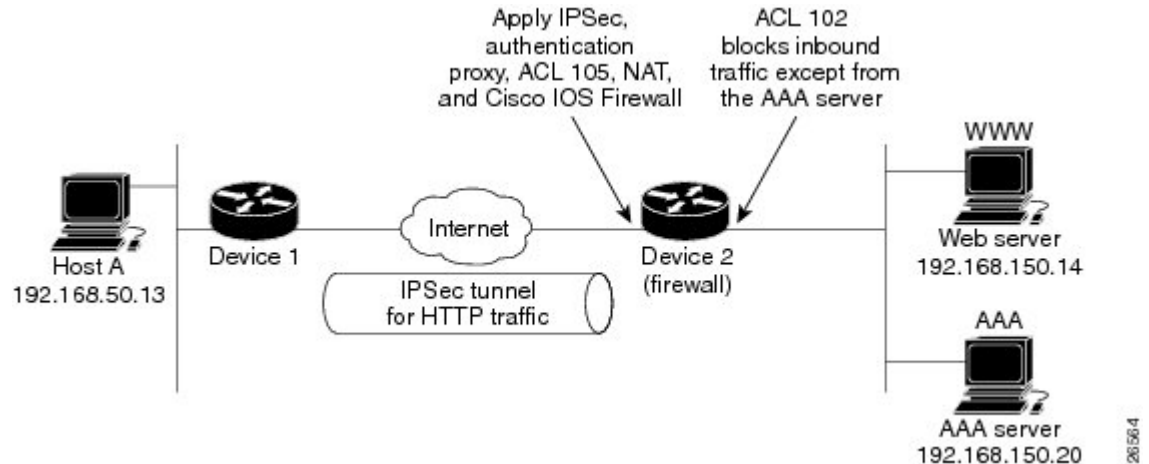 Apply IPSec,
authentication
proxy, ACL 105, NAT,
and Cisco IOS Firewall
ACL 102
blocks inbound
traffic except from
the AAA server
WWW
Host A
192.168.50.13
Device 1
Internet
IPSec tunnel
for HTTP traffic
Device 2
(firewall)
Web server
192.168.150.14
AAA
AAA server
192.168.150.20
26564